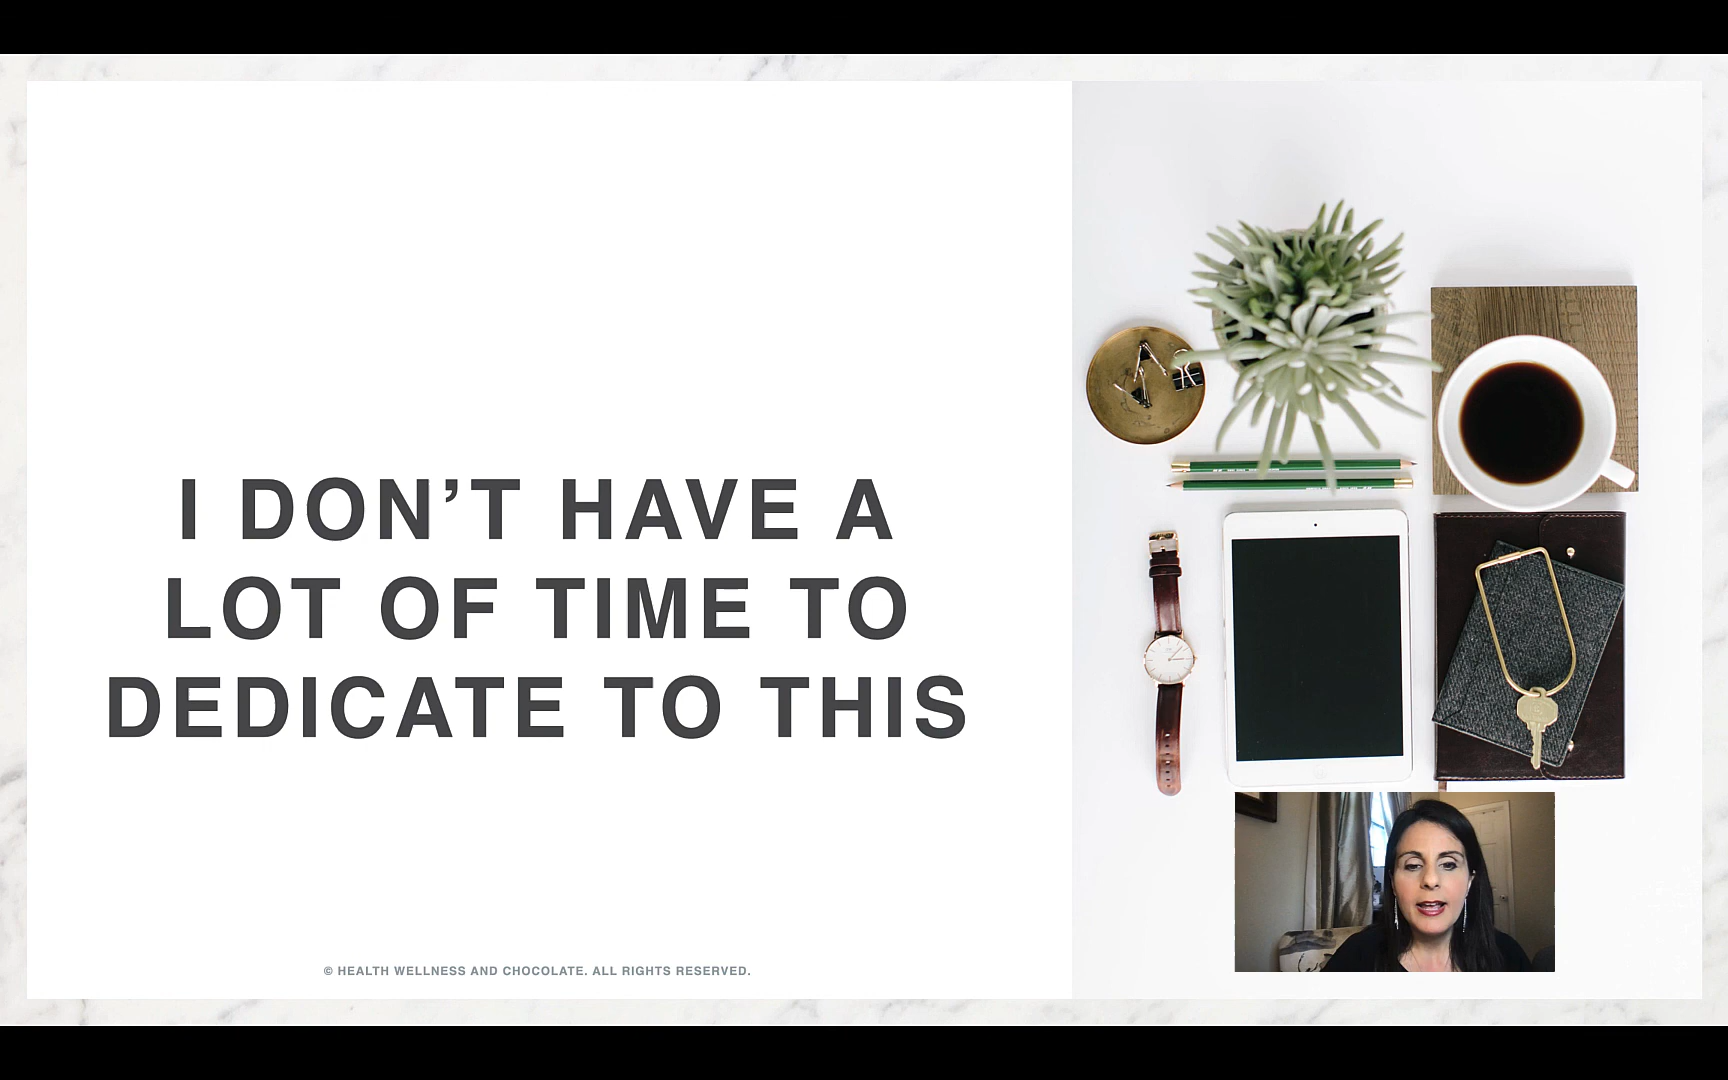 I DON’T HAVE A
LOT OF TIME TO
DEDICATE TO THIS
© HEALTH WELLNESS AND CHOCOLATE. ALL RIGHTS RESERVED.